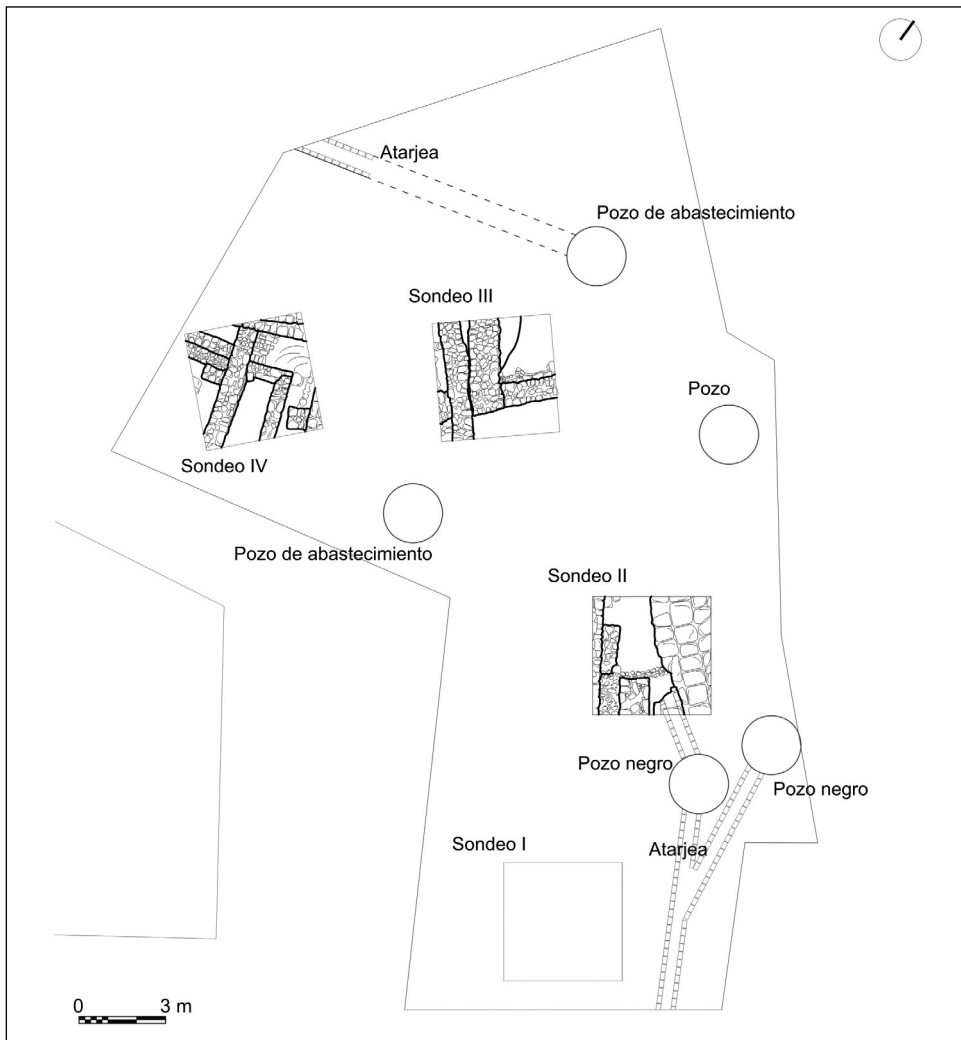 Atarjea
Pozo de abastecimiento
Sondeo III
Pozo
Sondeo IV
Pozo de abastecimiento
Sondeo II
Pozo negro
Pozo negro
Sondeo I
Atarjea
0 3 m